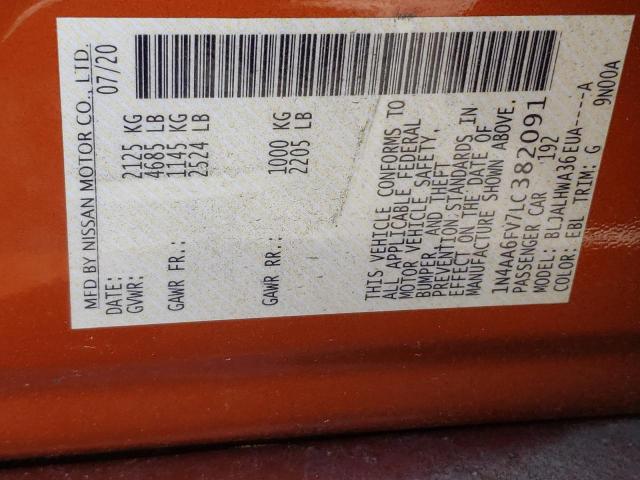 MFD BY NISSAN MOTOR CO., LTD.
DATE: 07/20
GVWR: 2125 KG
4685 LB
GAWR FR.: 1145 KG
2524 LB
GAWR RR.: 1000 KG
2205 LB
THIS VEHICLE CONFORMS TO
ALL APPLICABLE FEDERAL
MOTOR VEHICLE SAFETY,
BUMPER, AND THEFT
PREVENTION STANDARDS IN
EFFECT ON THE DATE OF
MANUFACTURE SHOWN ABOVE.
1N4AA6FV7LC382091
PASSENGER CAR 192
MODEL: BLJALHWA36EUA-----A
COLOR: EBL TRIM: G 9N00A